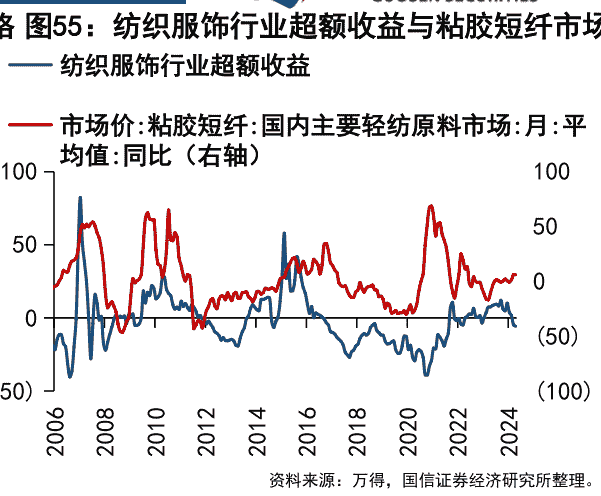 图55：纺织服饰行业超额收益与粘胶短纤市场
纺织服饰行业超额收益
市场价:粘胶短纤:国内主要轻纺原料市场:月:平
均值:同比（右轴）
100 100
50 50
0 0
(50)
50) (100)
2006 2008 2010 2012 2014 2016 2018 2020 2022 2024
资料来源：万得，国信证券经济研究所整理。